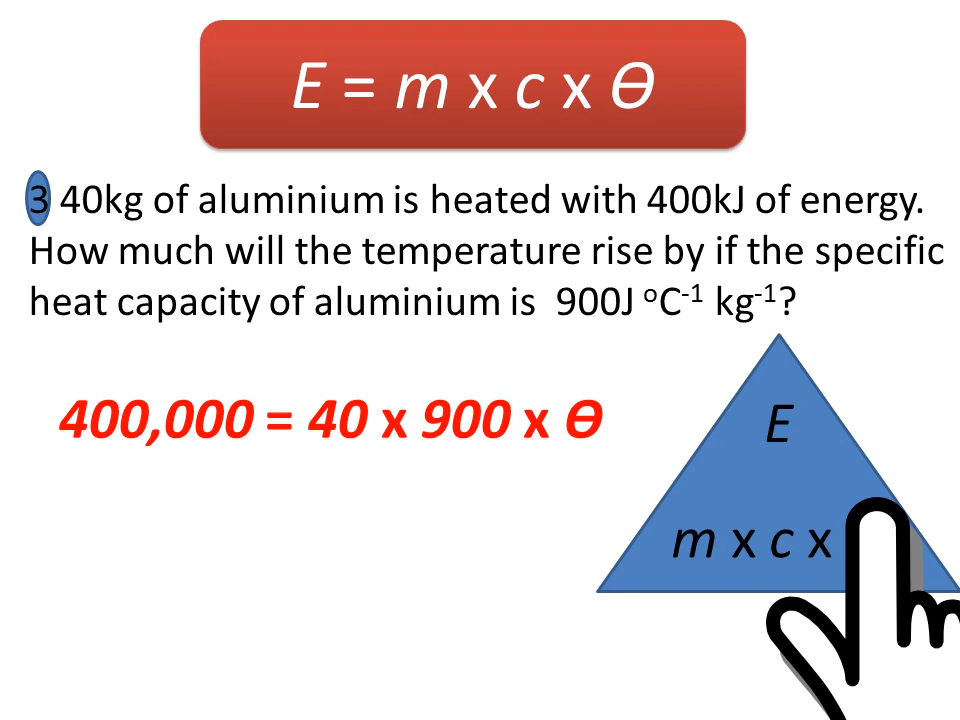 E = m x c x Ɵ
3 40kg of aluminium is heated with 400kJ of energy.
How much will the temperature rise by if the specific
heat capacity of aluminium is  900J ᵒC⁻¹ kg⁻¹?
400,000 = 40 x 900 x Ɵ
E
m x c x